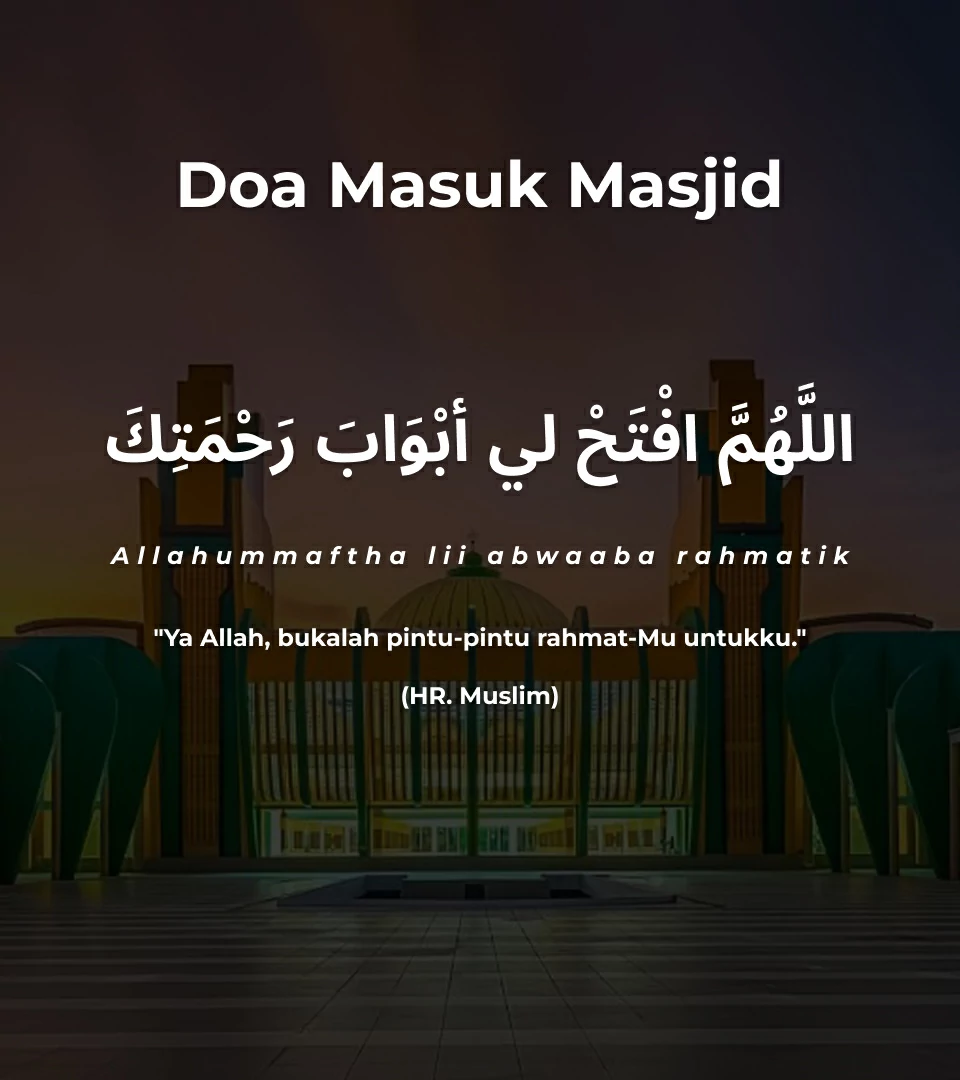 Doa Masuk Masjid
اللَّهُمَّ افْتَحْ لي أبْوَابَ رَحْمَتِكَ
Allahummaftha lii abwaaba rahmatik
"Ya Allah, bukalah pintu-pintu rahmat-Mu untukku."
(HR. Muslim)